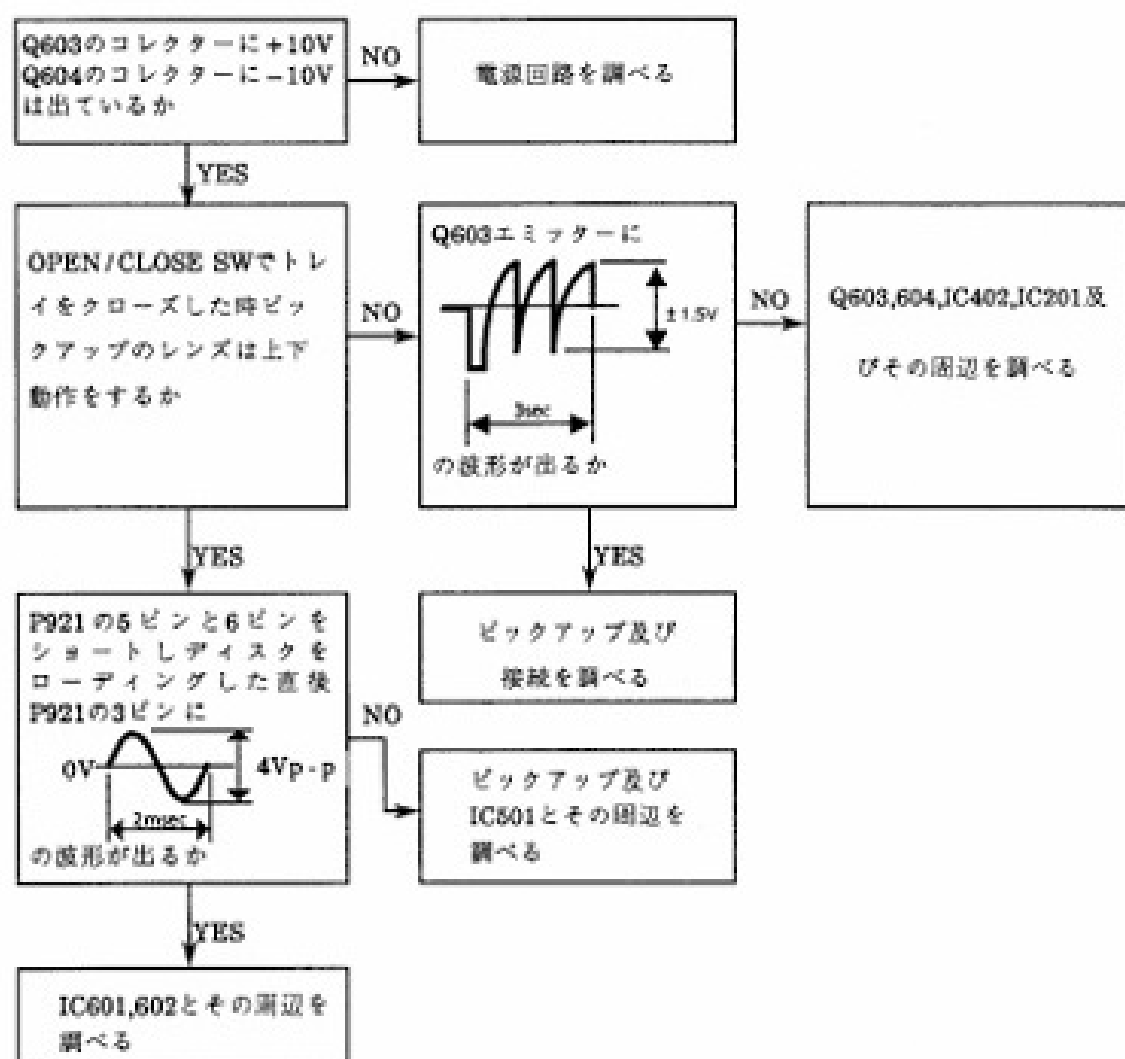 Q603のコレクターに+10V
Q604のコレクターに−10V
は出ているか
NO
電源回路を調べる
YES
OPEN/CLOSE SWでトレ
イをクローズした時ピッ
クアップのレンズは上下
動作をするか
NO
Q603エミッターに
±1.5V
3sec
の波形が出るか
NO
Q603,604,IC402,IC201及
びその周辺を調べる
YES
YES
ピックアップ及び
接続を調べる
P921の5ピンと6ピンを
ショートしディスクを
ローディングした直後
P921の3ピンに
0V
4Vp-p
2msec
の波形が出るか
NO
ピックアップ及び
IC501とその周辺を
調べる
YES
IC601,602とその周辺を
調べる